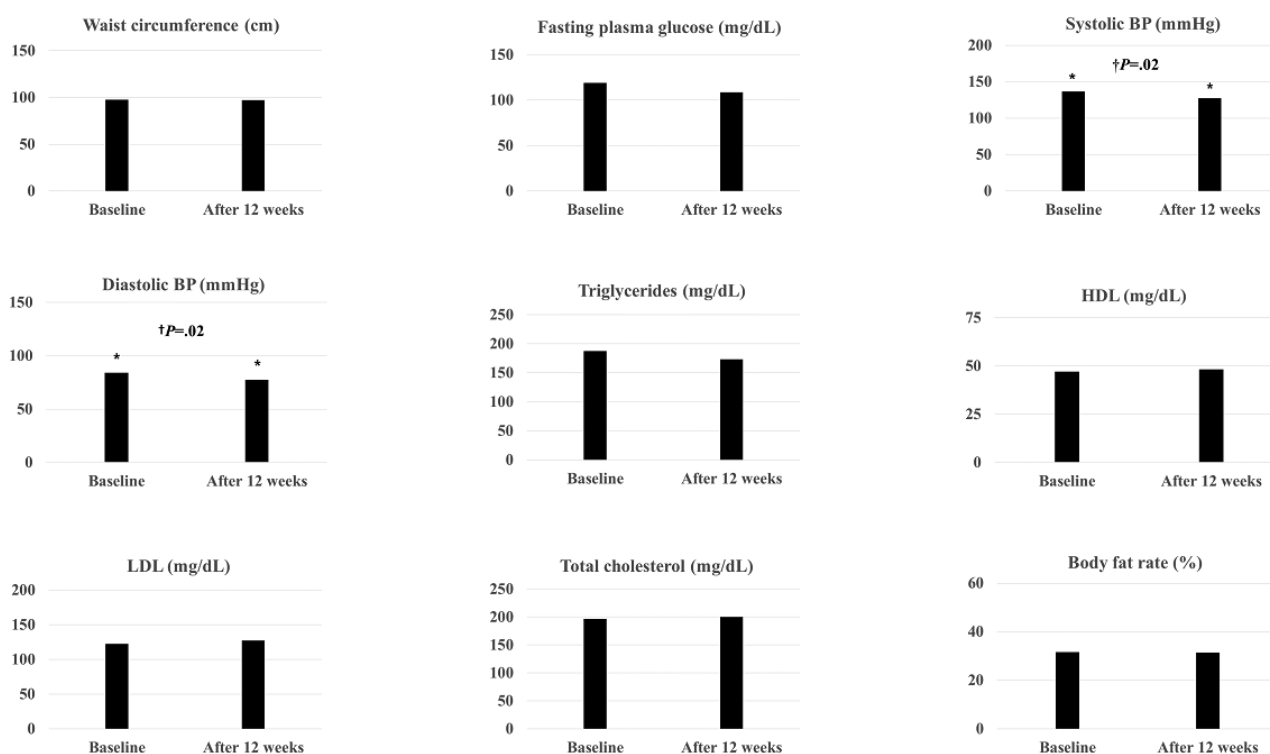 Waist circumference (cm)
150
100
50
0
Baseline After 12 weeks
Fasting plasma glucose (mg/dL)
150
100
50
0
Baseline After 12 weeks
Systolic BP (mmHg)
200
†P=.02
150
*
*
100
50
0
Baseline After 12 weeks
Diastolic BP (mmHg)
150
†P=.02
100
*
*
50
0
Baseline After 12 weeks
Triglycerides (mg/dL)
250
200
150
100
50
0
Baseline After 12 weeks
HDL (mg/dL)
75
50
25
0
Baseline After 12 weeks
LDL (mg/dL)
200
150
100
50
0
Baseline After 12 weeks
Total cholesterol (mg/dL)
250
200
150
100
50
0
Baseline After 12 weeks
Body fat rate (%)
60
40
20
0
Baseline After 12 weeks